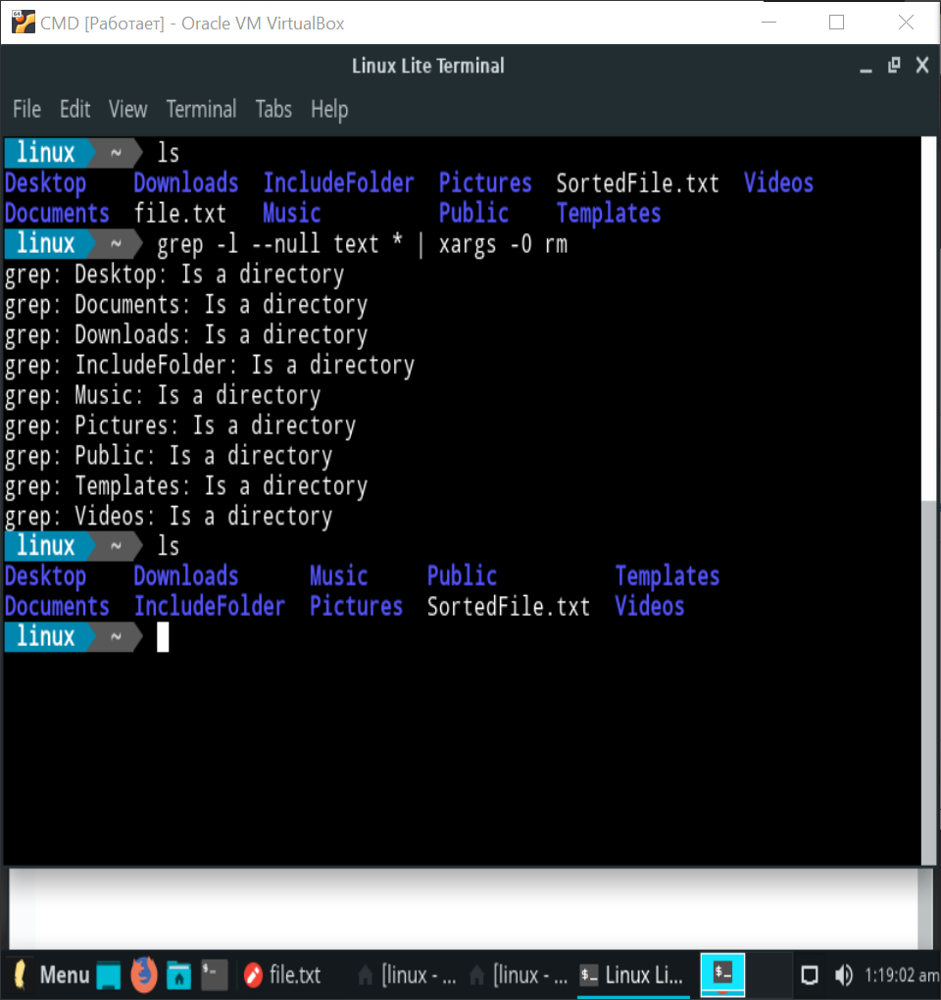 CMD [Работает] - Oracle VM VirtualBox
Linux Lite Terminal
File Edit View Terminal Tabs Help
linux ~ ls
Desktop Downloads IncludeFolder Pictures SortedFile.txt Videos
Documents file.txt Music Public Templates
linux ~ grep -l --null text * | xargs -0 rm
grep: Desktop: Is a directory
grep: Documents: Is a directory
grep: Downloads: Is a directory
grep: IncludeFolder: Is a directory
grep: Music: Is a directory
grep: Pictures: Is a directory
grep: Public: Is a directory
grep: Templates: Is a directory
grep: Videos: Is a directory
linux ~ ls
Desktop Downloads Music Public Templates
Documents IncludeFolder Pictures SortedFile.txt Videos
linux ~
Menu file.txt [linux - ... [linux - ... Linux Li... 1:19:02 am